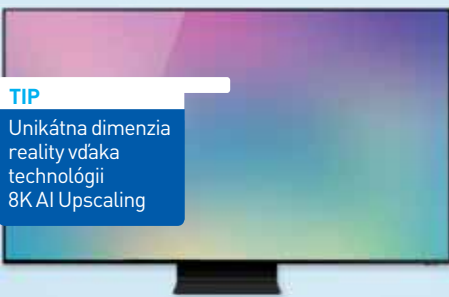 TIP
Unikátna dimenzia
reality vďaka
technológii
8K AI Upscaling